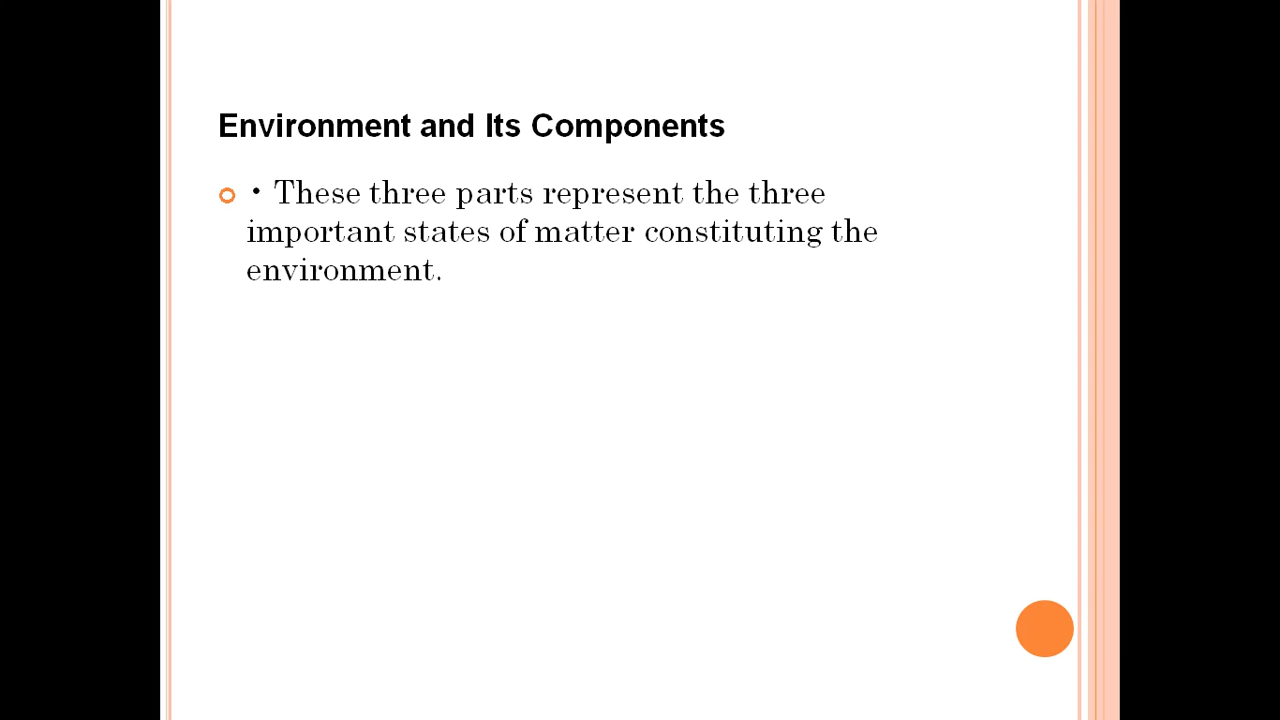 Environment and Its Components
• These three parts represent the three
important states of matter constituting the
environment.